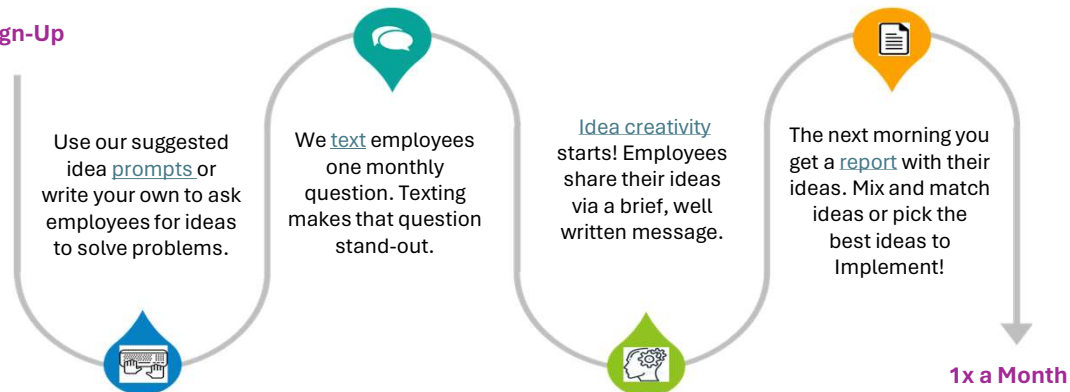 gn-Up
Use our suggested
idea prompts or
write your own to ask
employees for ideas
to solve problems.
We text employees
one monthly
question. Texting
makes that question
stand-out.
Idea creativity
starts! Employees
share their ideas
via a brief, well
written message.
The next morning you
get a report with their
ideas. Mix and match
ideas or pick the
best ideas to
Implement!
1x a Month